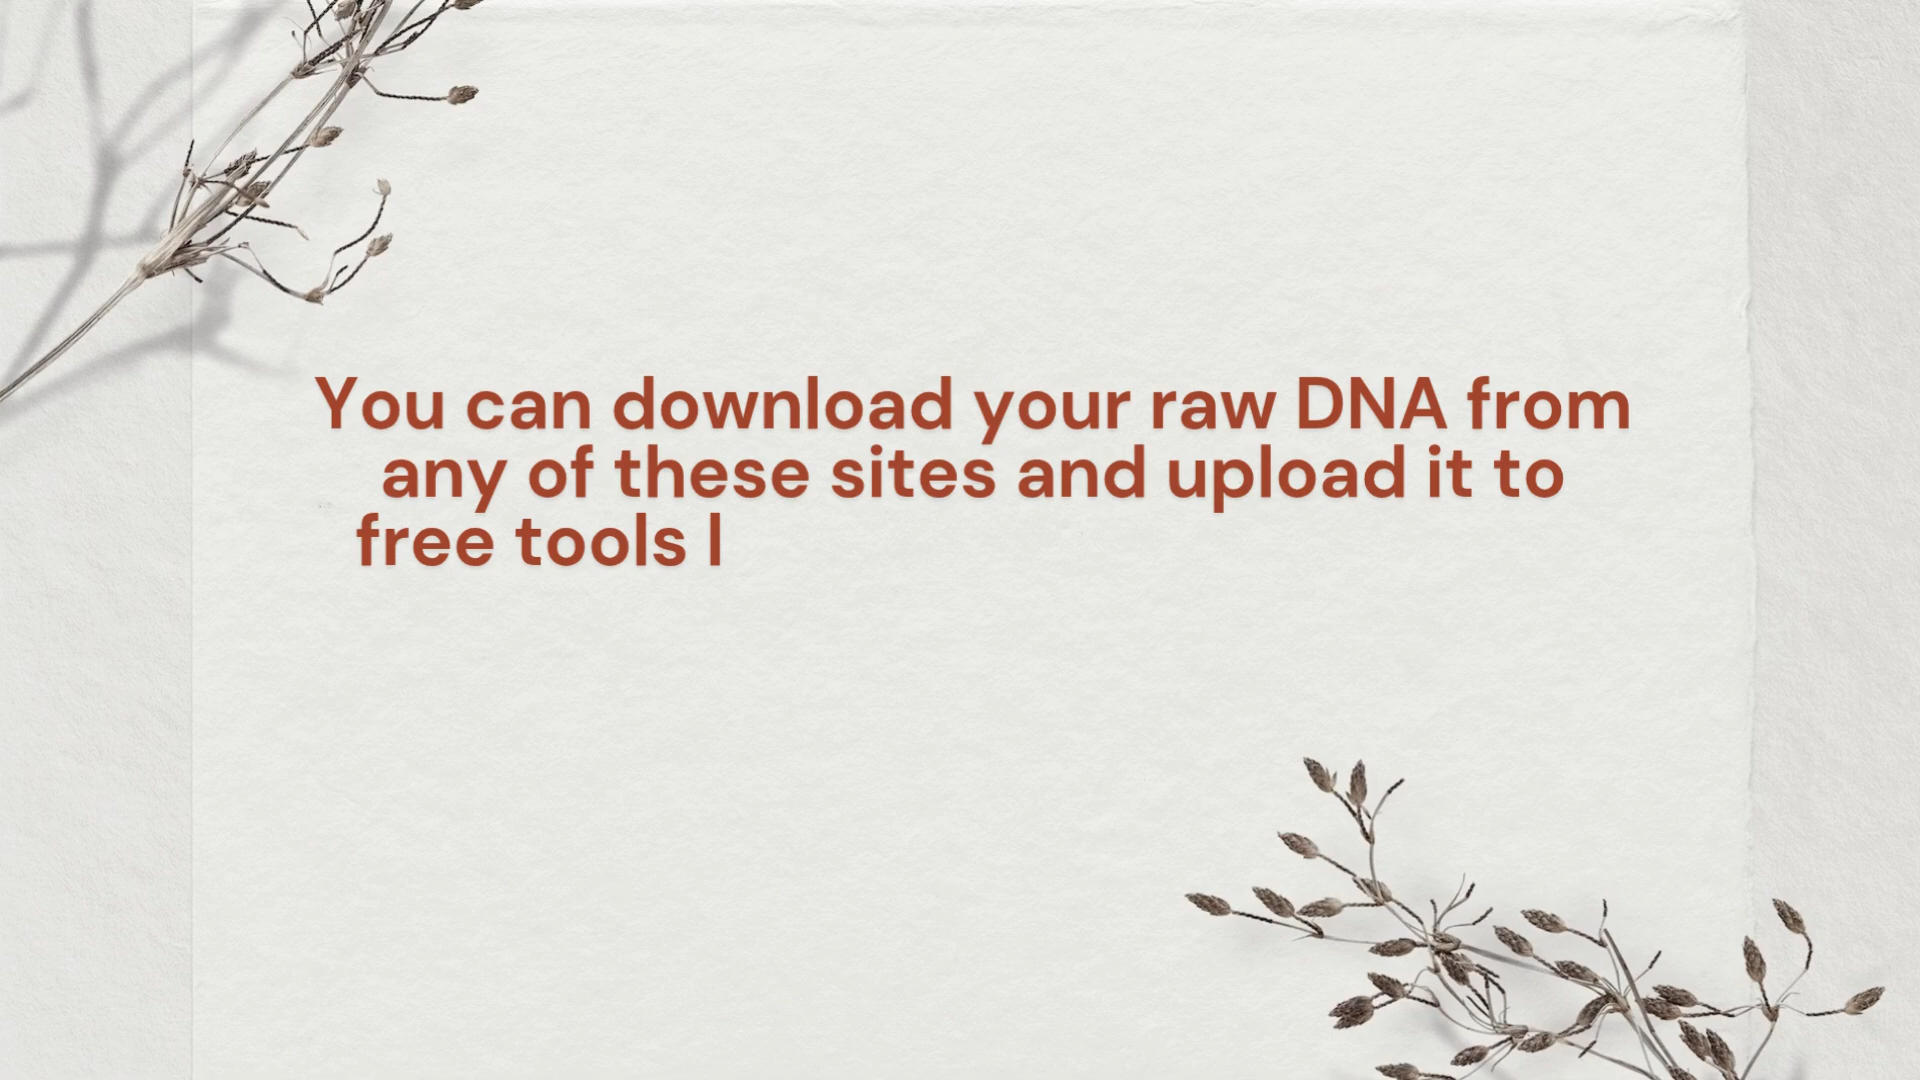 You can download your raw DNA from
any of these sites and upload it to
free tools l